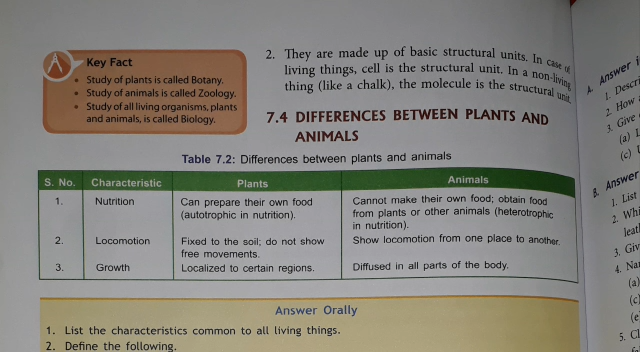 Key Fact
• Study of plants is called Botany.
• Study of animals is called Zoology.
• Study of all living organisms, plants
and animals, is called Biology.
2. They are made up of basic structural units. In case of
living things, cell is the structural unit. In a non-living
thing (like a chalk), the molecule is the structural unit.
7.4 DIFFERENCES BETWEEN PLANTS AND
ANIMALS
Table 7.2: Differences between plants and animals
S. No. Characteristic Plants Animals
1. Nutrition Can prepare their own food Cannot make their own food; obtain food
(autotrophic in nutrition). from plants or other animals (heterotrophic
in nutrition).
2. Locomotion Fixed to the soil; do not show Show locomotion from one place to another.
free movements.
3. Growth Localized to certain regions. Diffused in all parts of the body.
Answer Orally
1. List the characteristics common to all living things.
2. Define the following.
A. Answer
1.
2. How
3. Give
(a)
(c)
B. Answer
1. List
2.
3.
4.
(a)
(c)
(e)
5.